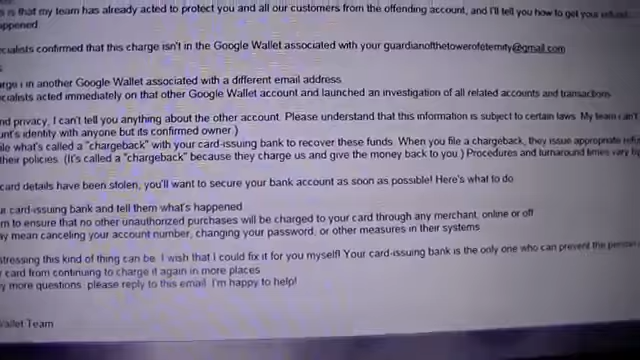 s is that my team has already acted to protect you and all our customers from the offending account, and I'll tell you how to get your refund
appened.
cialists confirmed that this charge isn't in the Google Wallet associated with your guardianofthetowerofeternity@gmail.com
arge i in another Google Wallet associated with a different email address
ecialists acted immediately on that other Google Wallet account and launched an investigation of all related accounts and transactions
nd privacy, I can't tell you anything about the other account. Please understand that this information is subject to certain laws. My team can't
unt's identity with anyone but its confirmed owner )
ile what's called a "chargeback" with your card-issuing bank to recover these funds. When you file a chargeback, they issue appropriate refu
their policies. (It's called a "chargeback" because they charge us and give the money back to you ) Procedures and turnaround times vary
card details have been stolen, you'll want to secure your bank account as soon as possible! Here's what to do
ur card-issuing bank and tell them what's happened
m to ensure that no other unauthorized purchases will be charged to your card through any merchant, online or off
ay mean canceling your account number, changing your password, or other measures in their systems
stressing this kind of thing can be. I wish that I could fix it for you myself! Your card-issuing bank is the only one who can prevent the
r card from continuing to charge it again in more places
y more questions, please reply to this email. I'm happy to help!
Wallet Team